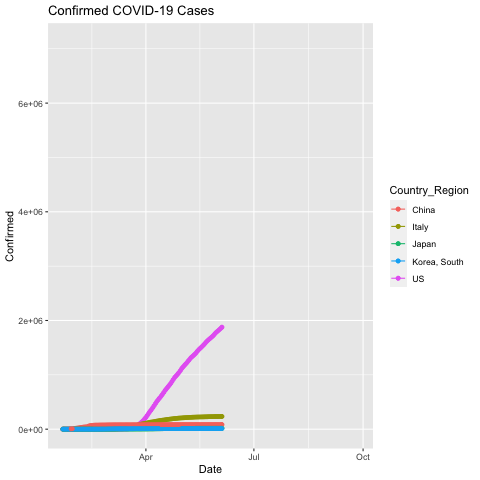 Confirmed COVID-19 Cases
6e+06
4e+06
2e+06
0e+00
Confirmed
Apr
Jul
Oct
Date
Country_Region
China
Italy
Japan
Korea, South
US